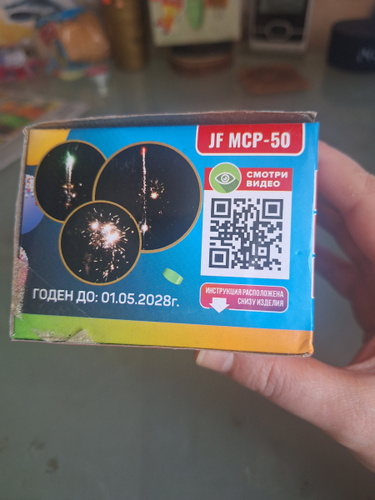 JF MCP-50
СМОТРИ
ВИДЕО
ГОДЕН ДО: 01.05.2028г.
ИНСТРУКЦИЯ РАСПОЛОЖЕНА
СНИЗУ ИЗДЕЛИЯ